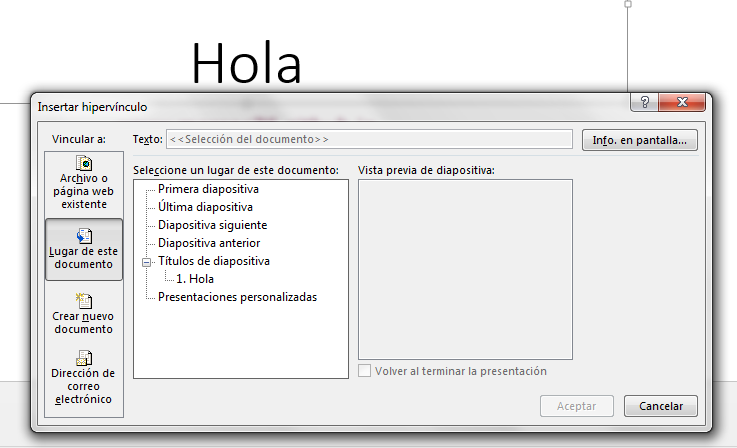 Hola
Insertar hipervínculo
Vincular a:
Texto: <<Selección del documento>>
Info. en pantalla...
Archivo o
página web
existente
Lugar de este
documento
Crear nuevo
documento
Dirección de
correo
electrónico
Seleccione un lugar de este documento:
Primera diapositiva
Última diapositiva
Diapositiva siguiente
Diapositiva anterior
Títulos de diapositiva
1. Hola
Presentaciones personalizadas
Vista previa de diapositiva:
Volver al terminar la presentación
Aceptar
Cancelar